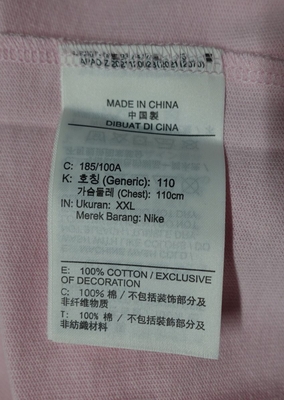 MADE IN CHINA
中国製
DIBUAT DI CINA
C: 185/100A
K: 호칭 (Generic): 110
가슴둘레 (Chest): 110cm
IN: Ukuran: XXL
Merek Barang: Nike
E: 100% COTTON / EXCLUSIVE
OF DECORATION
C: 100% 棉 / 不包括装饰部分及
非纤维物质
T: 100% 棉 / 不包括裝飾部分及
非紡織材料